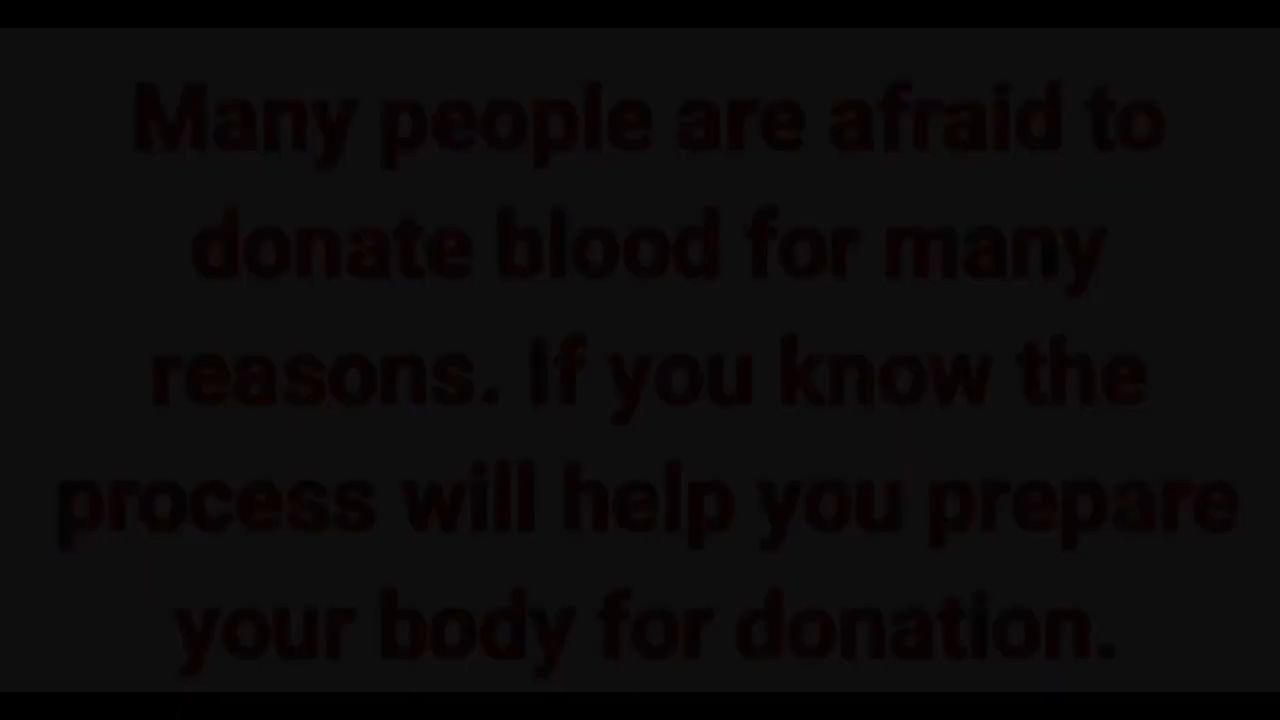 Many people are afraid to
donate blood for many
reasons. If you know the
process will help you prepare
your body for donation.